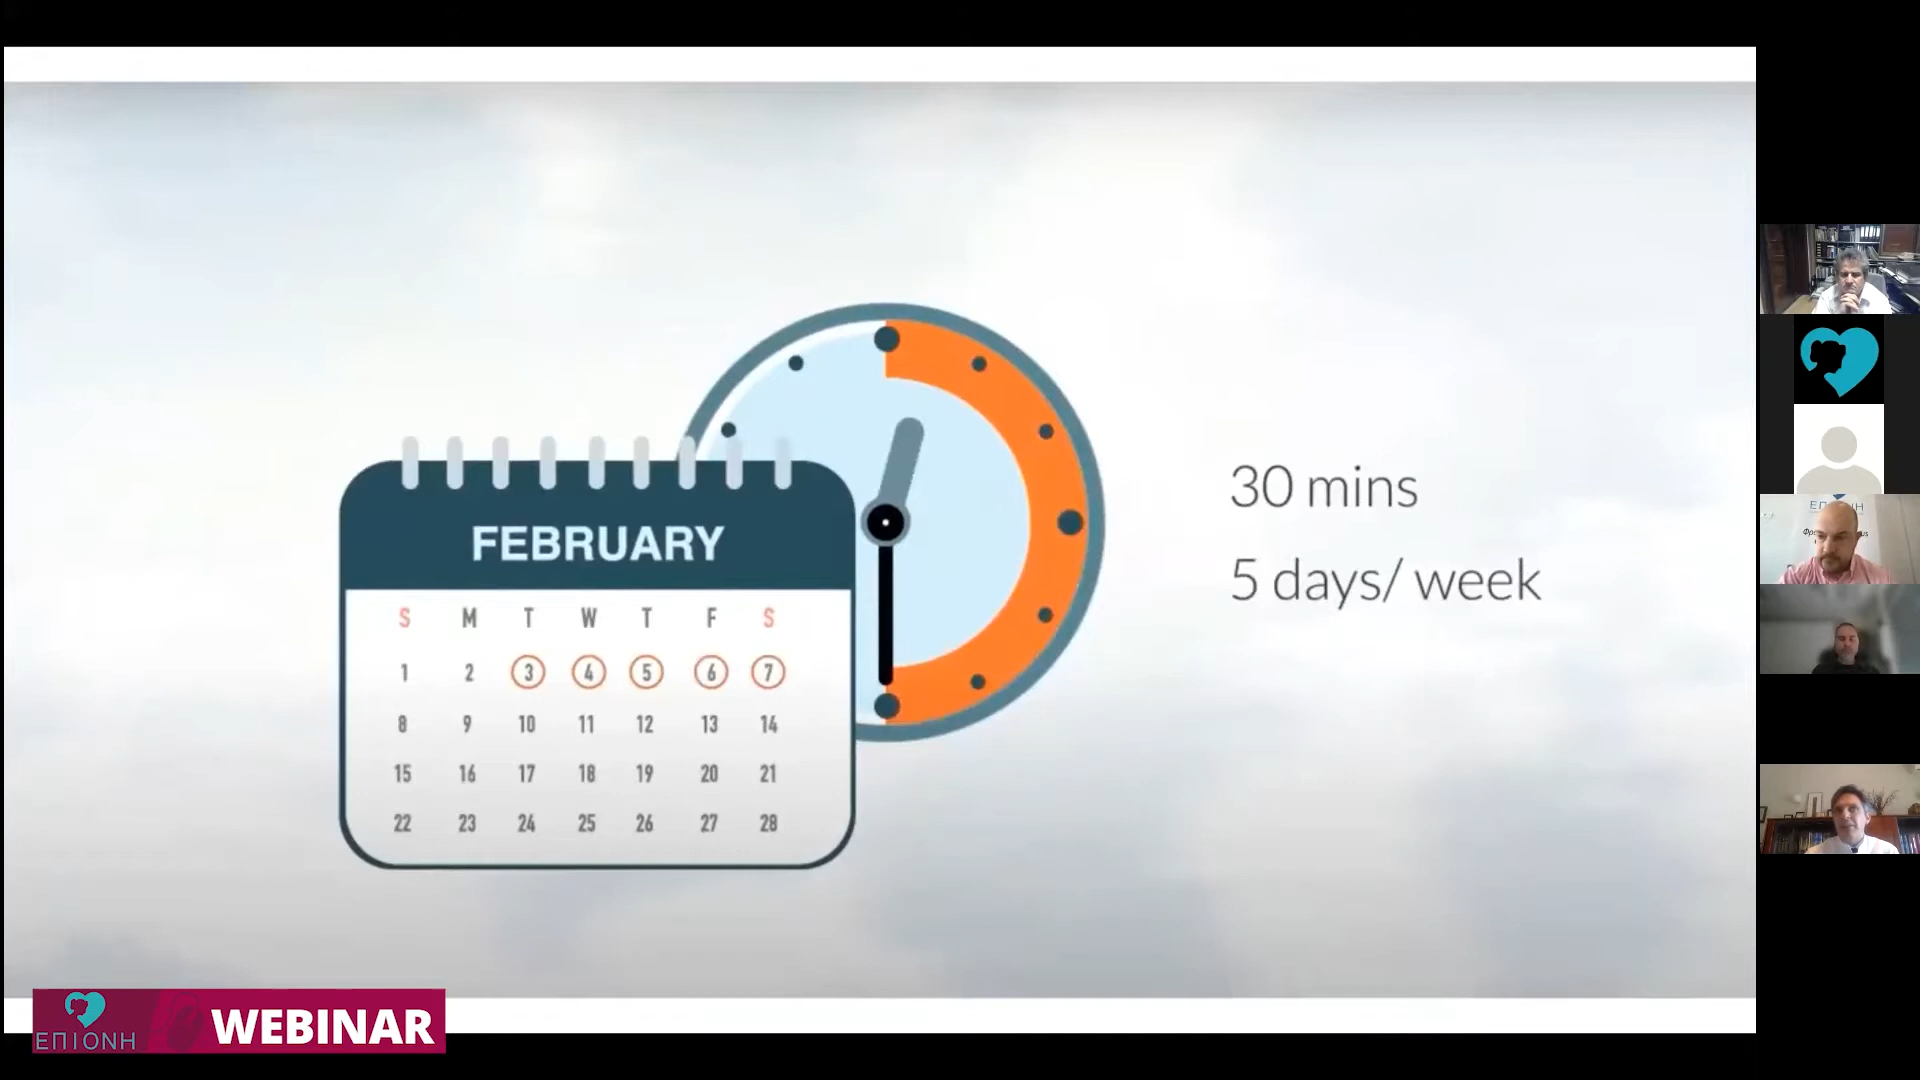 30 mins
5 days/ week
FEBRUARY
S M T W T F S
1 2 3 4 5 6 7
8 9 10 11 12 13 14
15 16 17 18 19 20 21
22 23 24 25 26 27 28
ΕΠΙΟΝΗ
WEBINAR